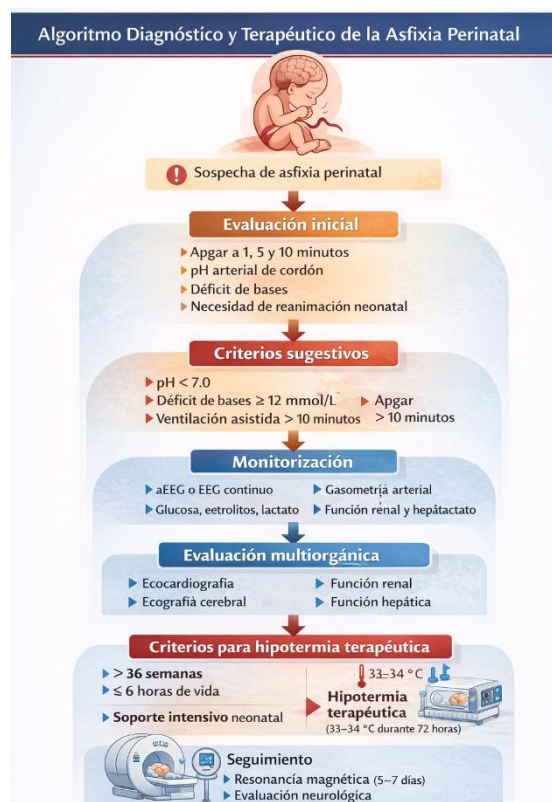 Algoritmo Diagnóstico y Terapéutico de la Asfixia Perinatal
! Sospecha de asfixia perinatal
Evaluación inicial
Apgar a 1, 5 y 10 minutos
pH arterial de cordón
Déficit de bases
Necesidad de reanimación neonatal
Criterios sugestivos
pH < 7.0
Déficit de bases ≥ 12 mmol/L
Ventilación asistida > 10 minutos
Apgar
> 10 minutos
Monitorización
aEEG o EEG continuo
Glucosa, eetrolitos, lactato
Gasometrịa arterial
Función rėnal y hepátactato
Evaluación multiorgánica
Ecocardiografia
Ecografià cerebral
Función renal
Función hepática
Criterios para hipotermia terapéutica
> 36 semanas
≤ 6 horas de vida
Soporte intensivo neonatal
33–34 °C
Hipotermia
terapéutica
(33–34 °C durante 72 horas)
Seguimiento
Resonancía magnética (5–7 días)
Evaluación neurológica